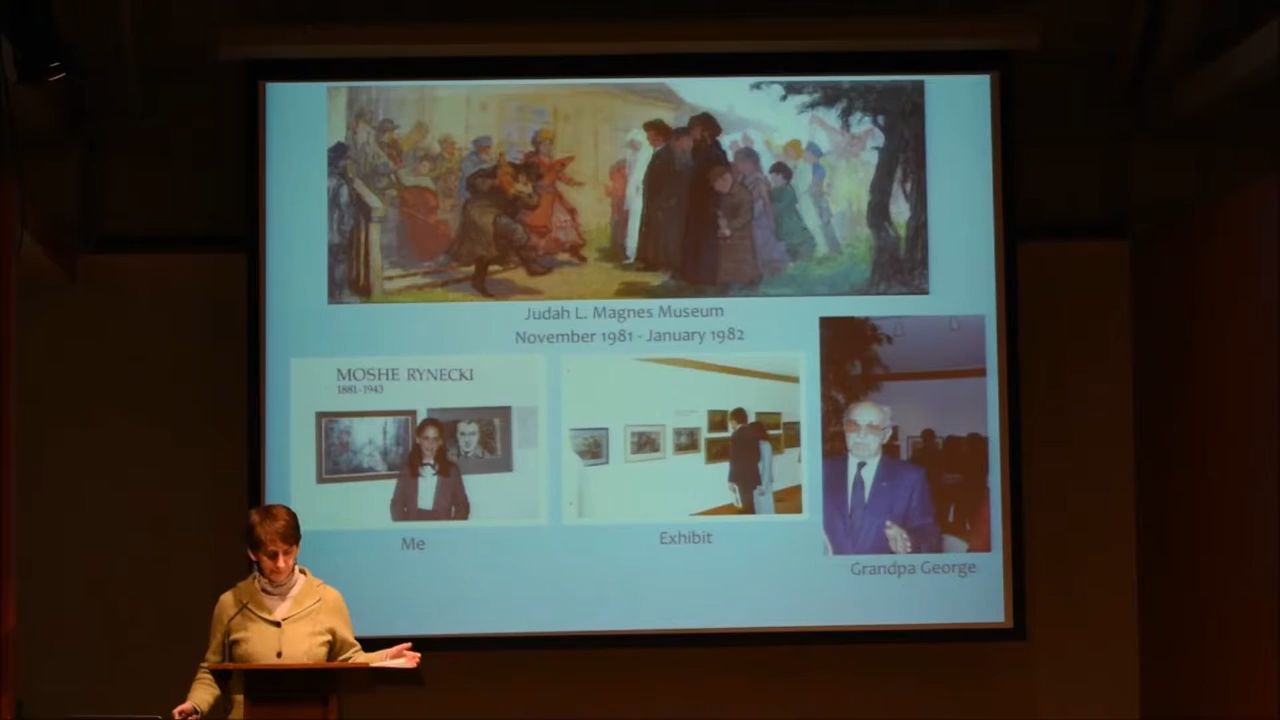 Judah L. Magnes Museum
November 1981 - January 1982
MOSHE RYNECKI
1881-1943
Me
Exhibit
Grandpa George